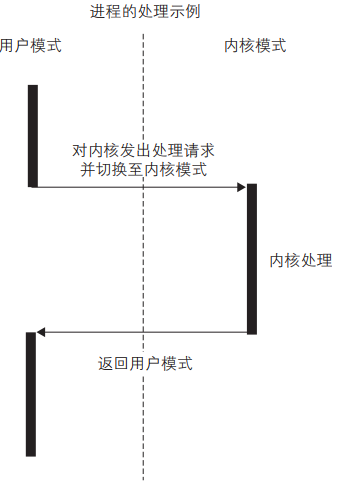 进程的处理示例
用户模式
内核模式
对内核发出处理请求
并切换至内核模式
内核处理
返回用户模式